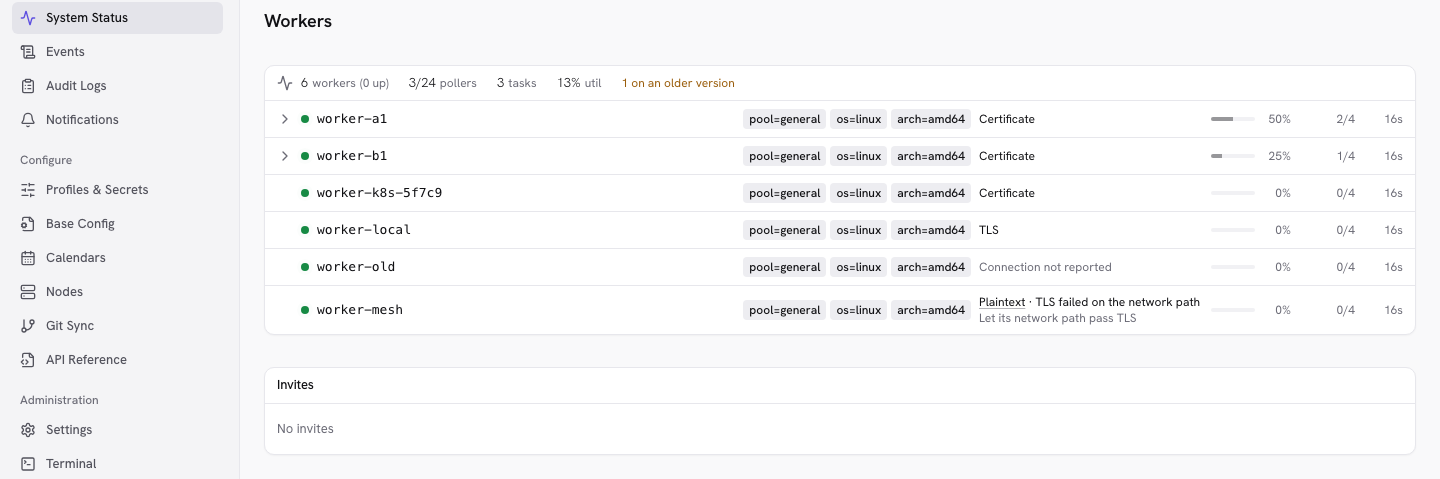 System Status
Events
Audit Logs
Notifications
Configure
Profiles & Secrets
Base Config
Calendars
Nodes
Git Sync
API Reference
Administration
Settings
Terminal
Workers
6 workers (0 up) 3/24 pollers 3 tasks 13% util 1 on an older version
worker-a1 pool=general os=linux arch=amd64 Certificate 50% 2/4 16s
worker-b1 pool=general os=linux arch=amd64 Certificate 25% 1/4 16s
worker-k8s-5f7c9 pool=general os=linux arch=amd64 Certificate 0% 0/4 16s
worker-local pool=general os=linux arch=amd64 TLS 0% 0/4 16s
worker-old pool=general os=linux arch=amd64 Connection not reported 0% 0/4 16s
worker-mesh pool=general os=linux arch=amd64 Plaintext · TLS failed on the network path 0% 0/4 16s
Let its network path pass TLS
Invites
No invites